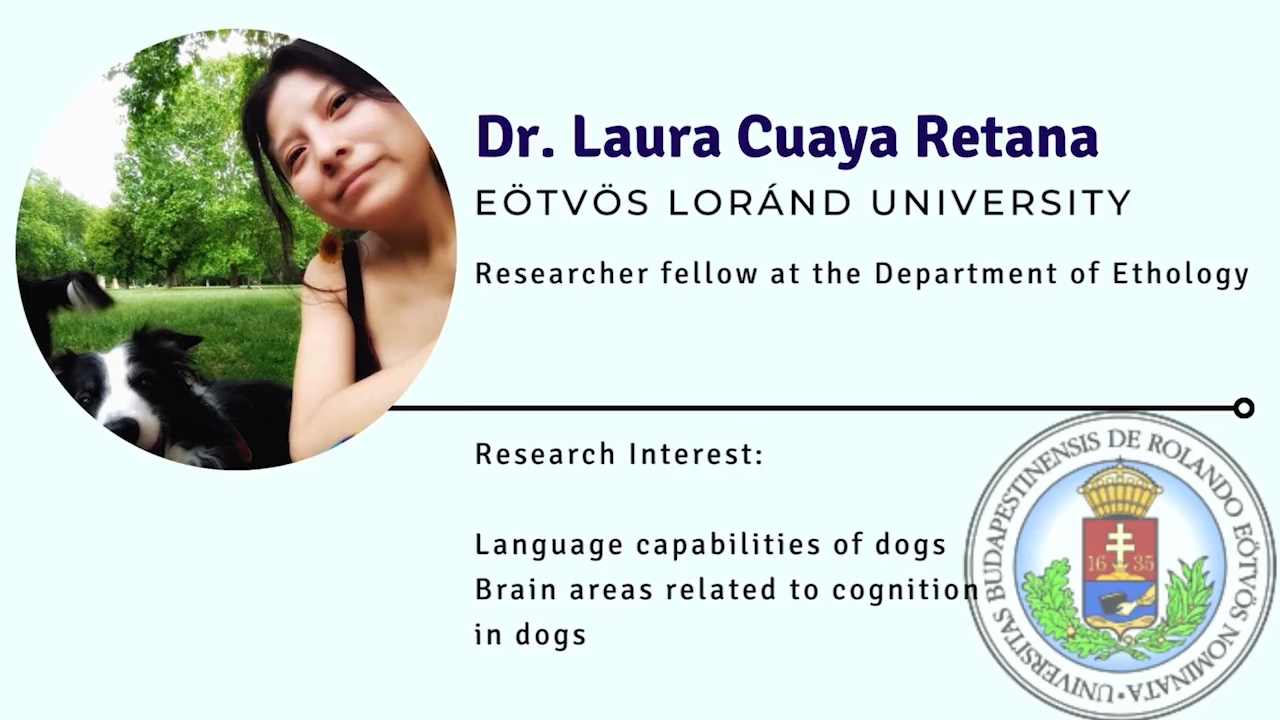 Dr. Laura Cuaya Retana
EÖTVÖS LORÁND UNIVERSITY
Researcher fellow at the Department of Ethology
Research Interest:
Language capabilities of dogs
Brain areas related to cognition
in dogs
UNIVERSITAS BUDAPESTINENSIS DE ROLANDO EÖTVÖS NOMINATA
16 35